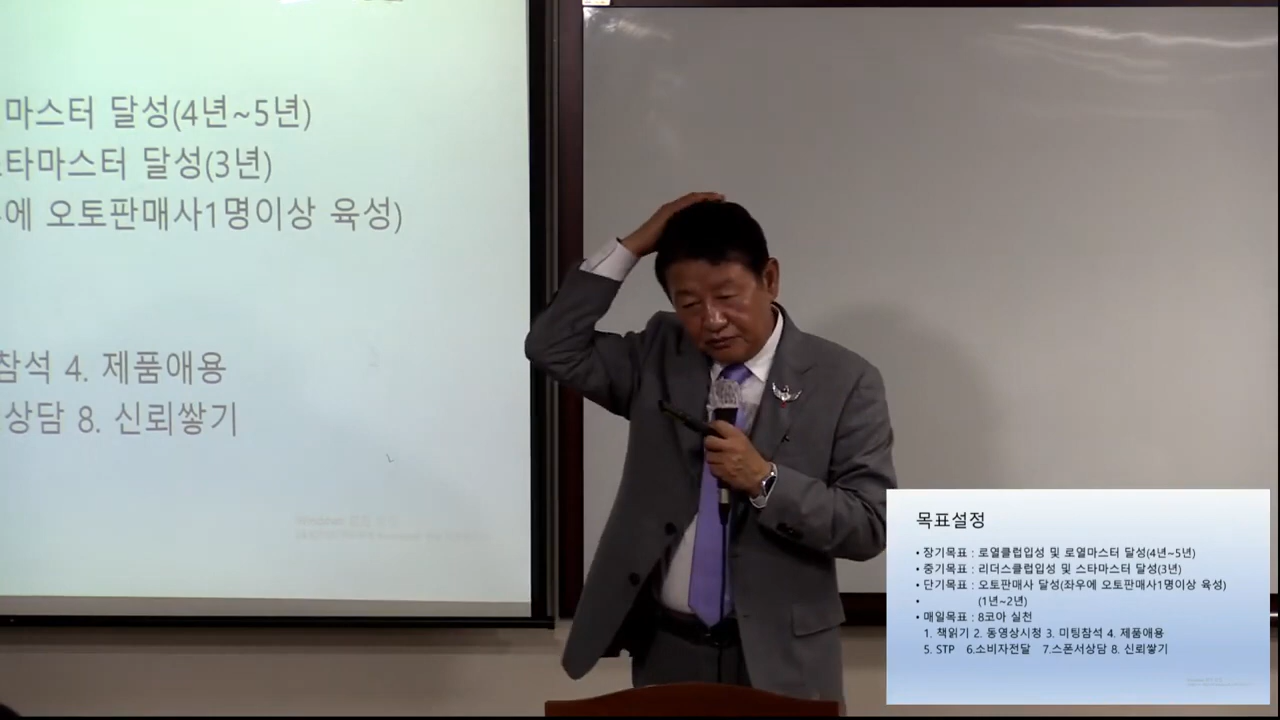 마스터 달성(4년~5년)
타마스터 달성(3년)
에 오토판매사1명이상 육성)
참석 4. 제품애용
상담 8. 신뢰쌓기
목표설정
• 장기목표 : 로열클럽입성 및 로열마스터 달성(4년~5년)
• 중기목표 : 리더스클럽입성 및 스타마스터 달성(3년)
• 단기목표 : 오토판매사 달성(좌우에 오토판매사1명이상 육성)
• (1년~2년)
• 매일목표 : 8코아 실천
1. 책읽기 2. 동영상시청 3. 미팅참석 4. 제품애용
5. STP 6.소비자전달 7.스폰서상담 8. 신뢰쌓기